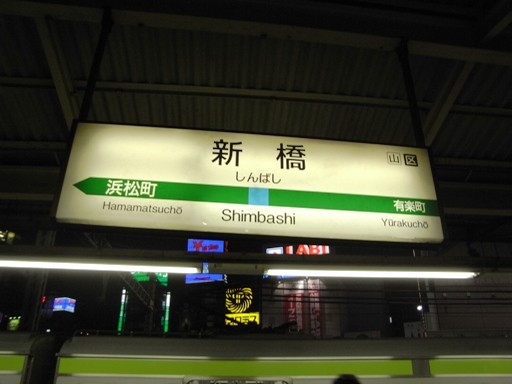 新橋
山 区
しんばし
浜松町
有楽町
Hamamatsuchō
Shimbashi
Yūrakuchō
LABI